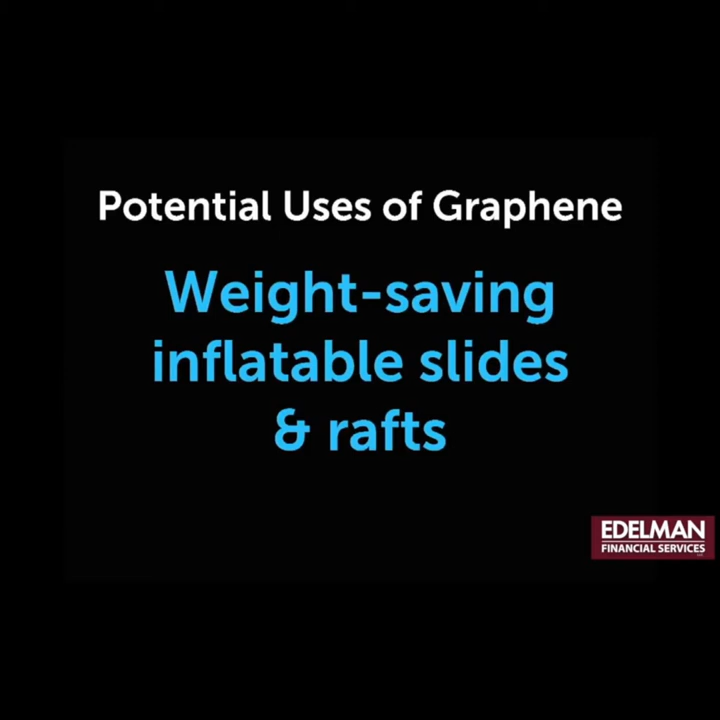 Potential Uses of Graphene
Weight-saving
inflatable slides
& rafts
EDELMAN
FINANCIAL SERVICES